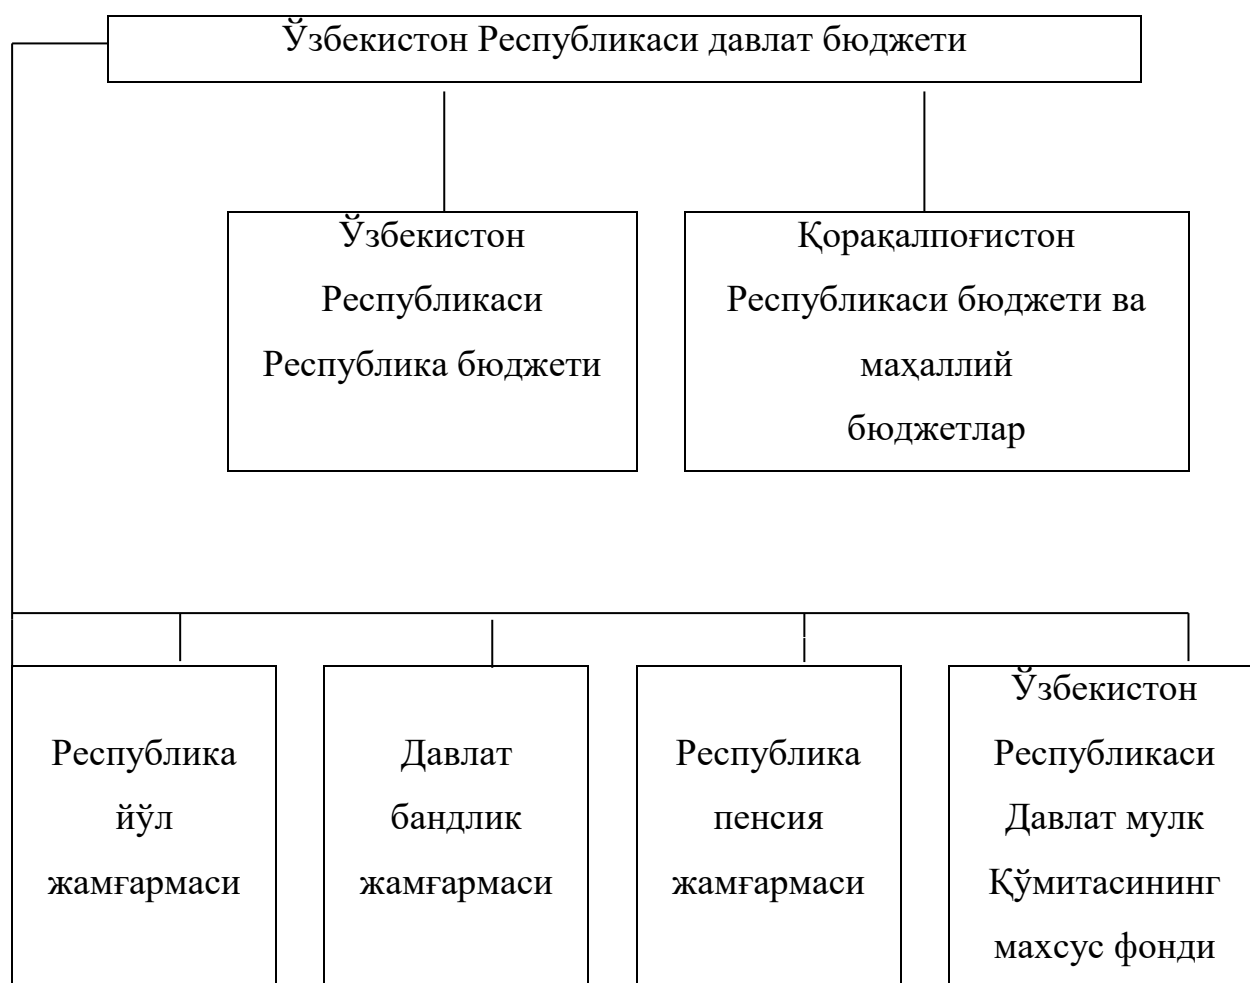 Ўзбекистон Республикаси давлат бюджети
Ўзбекистон
Республикаси
Республика бюджети
Қорақалпоғистон
Республикаси бюджети ва
маҳаллий
бюджетлар
Республика
йўл
жамғармаси
Давлат
бандлик
жамғармаси
Республика
пенсия
жамғармаси
Ўзбекистон
Республикаси
Давлат мулк
Қўмитасининг
махсус фонди